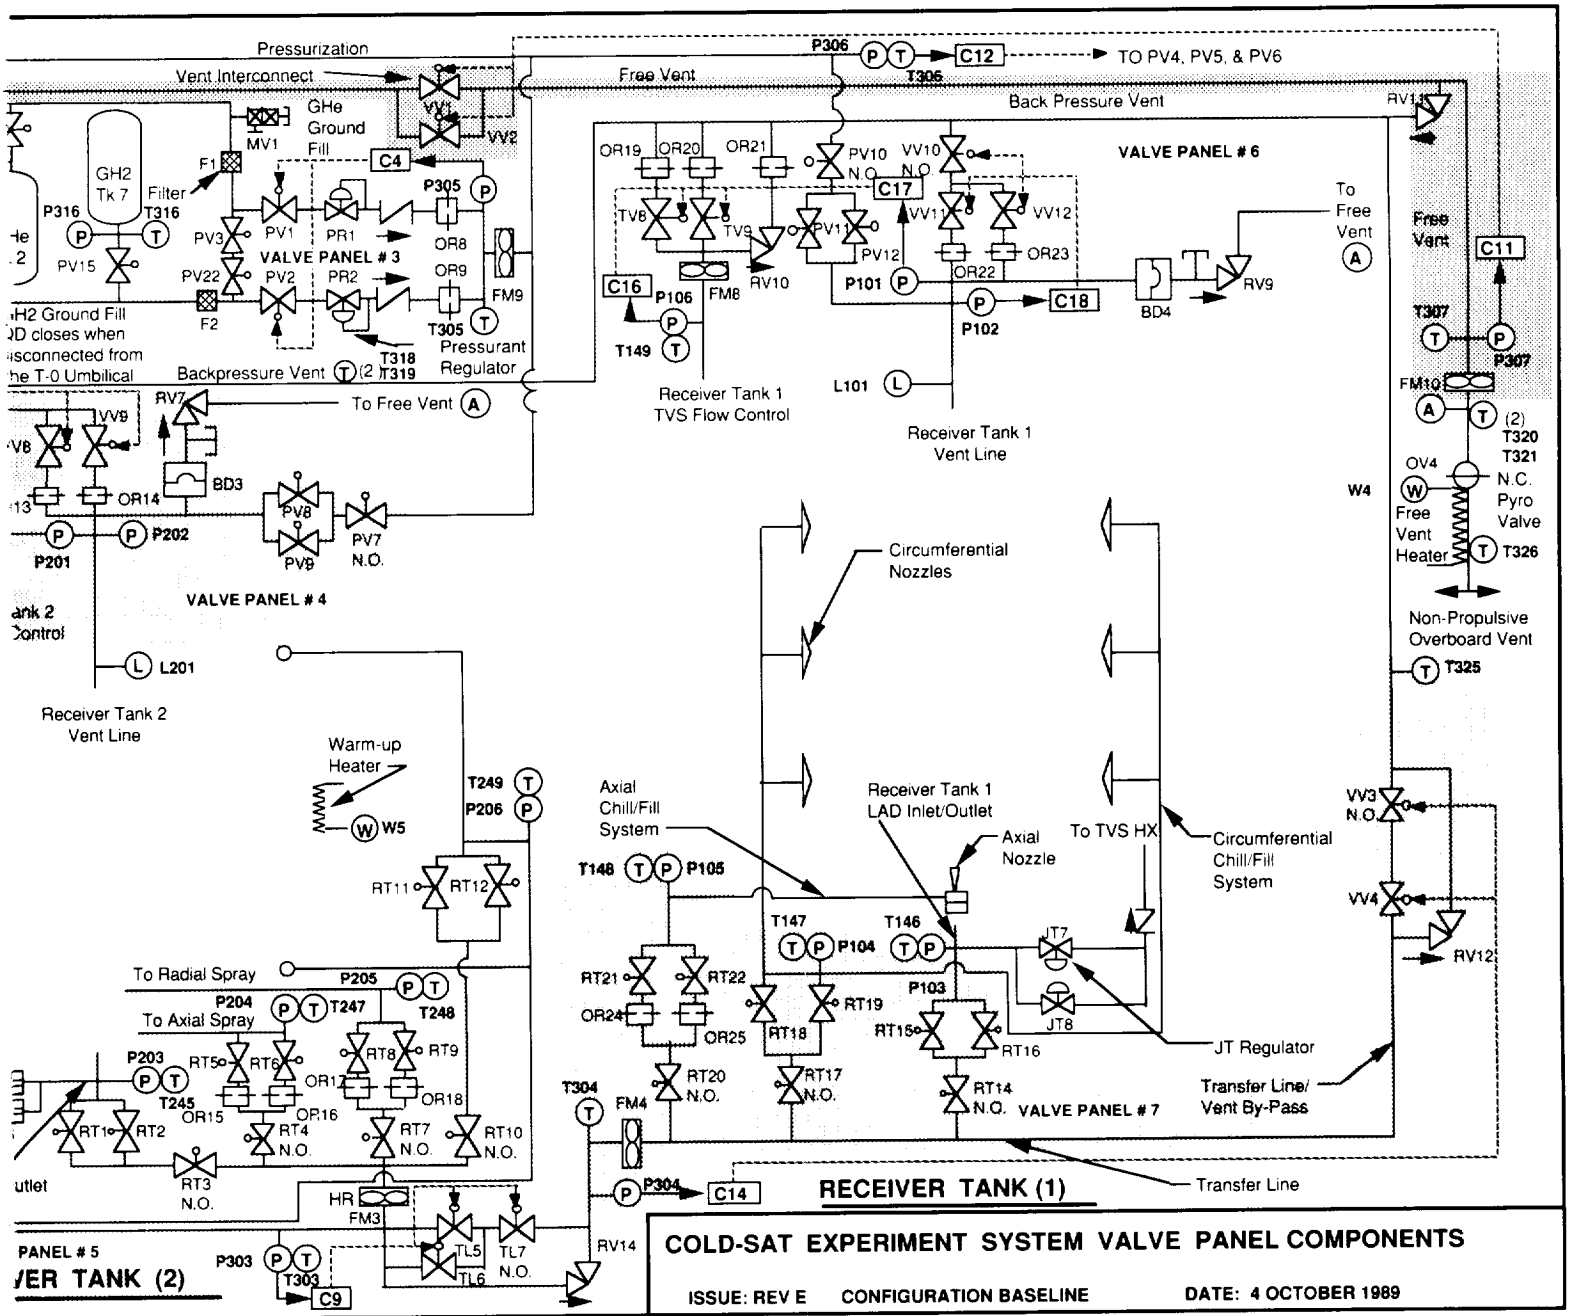 Pressurization
P306
P
T
C12
TO PV4, PV5, & PV6
T306
Vent Interconnect
Free Vent
Back Pressure Vent
VV1
VV2
RV11
GHe
Ground
Fill
MV1
F1
GH2
Tk 7
Filter
C4
P305
P
P316
P
T316
T
PV15
PV3
PV22
PV1
PR1
OR8
VALVE PANEL # 3
PV2
PR2
OR9
FM9
F2
T305
T
He
. 2
H2 Ground Fill
QD closes when
isconnected from
he T-0 Umbilical
T318
T319
Pressurant
Regulator
Backpressure Vent
T
(2)
OR19
OR20
OR21
PV10
N.O.
VV10
N.O.
VALVE PANEL # 6
C17
TV8
TV9
PV11
PV12
VV11
VV12
RV10
FM8
OR22
OR23
C16
P106
P
T149
T
P101
P
P
P102
C18
BD4
RV9
To
Free
Vent
A
Free
Vent
C11
T307
T
P
P307
FM10
A
T
(2)
T320
T321
OV4
N.C.
Pyro
Valve
W4
W
Free
Vent
Heater
T
T326
Non-Propulsive
Overboard Vent
T
T325
Receiver Tank 1
TVS Flow Control
L101
L
Receiver Tank 1
Vent Line
RV7
To Free Vent
A
VV8
VV9
BD3
13
OR14
PV8
PV9
PV7
N.O.
P
P201
P
P202
VALVE PANEL # 4
ank 2
Control
L
L201
Receiver Tank 2
Vent Line
Circumferential
Nozzles
Warm-up
Heater
W
W5
T249
T
P206
P
Axial
Chill/Fill
System
Receiver Tank 1
LAD Inlet/Outlet
Axial
Nozzle
To TVS HX
Circumferential
Chill/Fill
System
VV3
N.O.
VV4
RV12
RT11
RT12
T148
T
P
P105
T147
T
P
P104
T146
T
P
P103
JT7
JT8
JT Regulator
RT21
RT22
OR24
OR25
RT18
RT19
RT15
RT16
RT20
N.O.
RT17
N.O.
RT14
N.O.
VALVE PANEL # 7
Transfer Line/
Vent By-Pass
To Radial Spray
P205
P
T
T248
P204
P
T
T247
To Axial Spray
P203
P
T
T245
RT5
RT6
RT8
RT9
OR15
OR16
OR17
OR18
RT1
RT2
RT3
N.O.
RT4
N.O.
RT7
N.O.
RT10
N.O.
utlet
HR
FM3
T304
T
FM4
P
P304
C14
RECEIVER TANK (1)
Transfer Line
TL5
TL6
TL7
N.O.
RV14
P303
P
T
T303
C9
PANEL # 5
VER TANK (2)
COLD-SAT EXPERIMENT SYSTEM VALVE PANEL COMPONENTS
ISSUE: REV E CONFIGURATION BASELINE DATE: 4 OCTOBER 1989